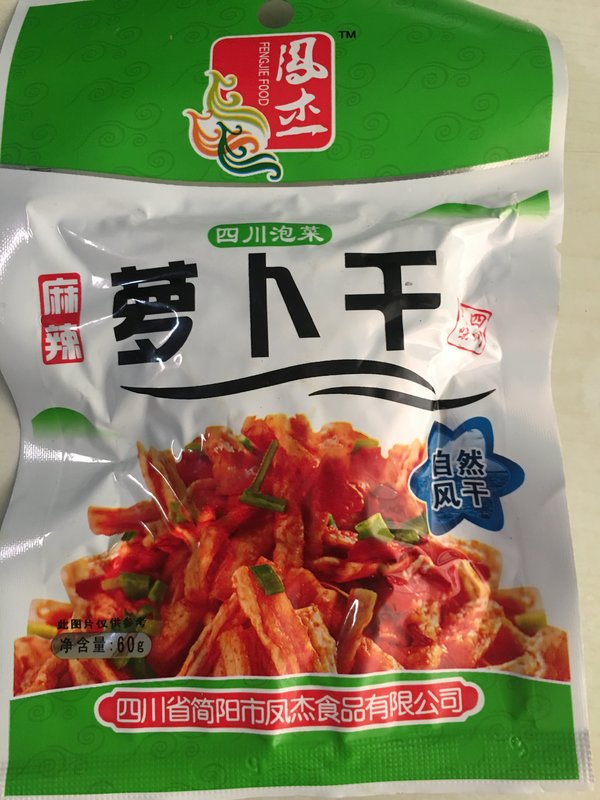 TM
凤杰
FENGJIE FOOD
四川泡菜
麻辣
萝卜干
自然
风干
此图片仅供参考
净含量:60g
四川省简阳市凤杰食品有限公司